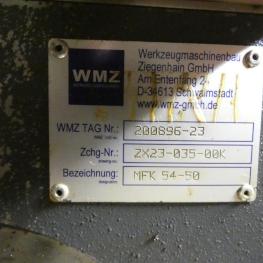 WMZ
Werkzeugmaschinenbau
Ziegenhain GmbH
Am Entenfang 24
D-34613 Schwalmstadt
www.wmz-gmbh.de
WMZ TAG Nr.: 200896-23
Zchg-Nr.: ZX23-035-00K
Bezeichnung: MFK 54-50